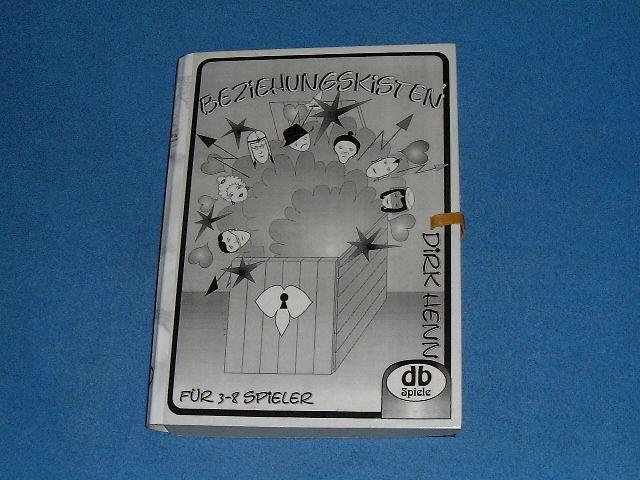 BEZIEHUNGSKISTEN
DIRK HENN
FÜR 3-8 SPIELER
db
Spiele